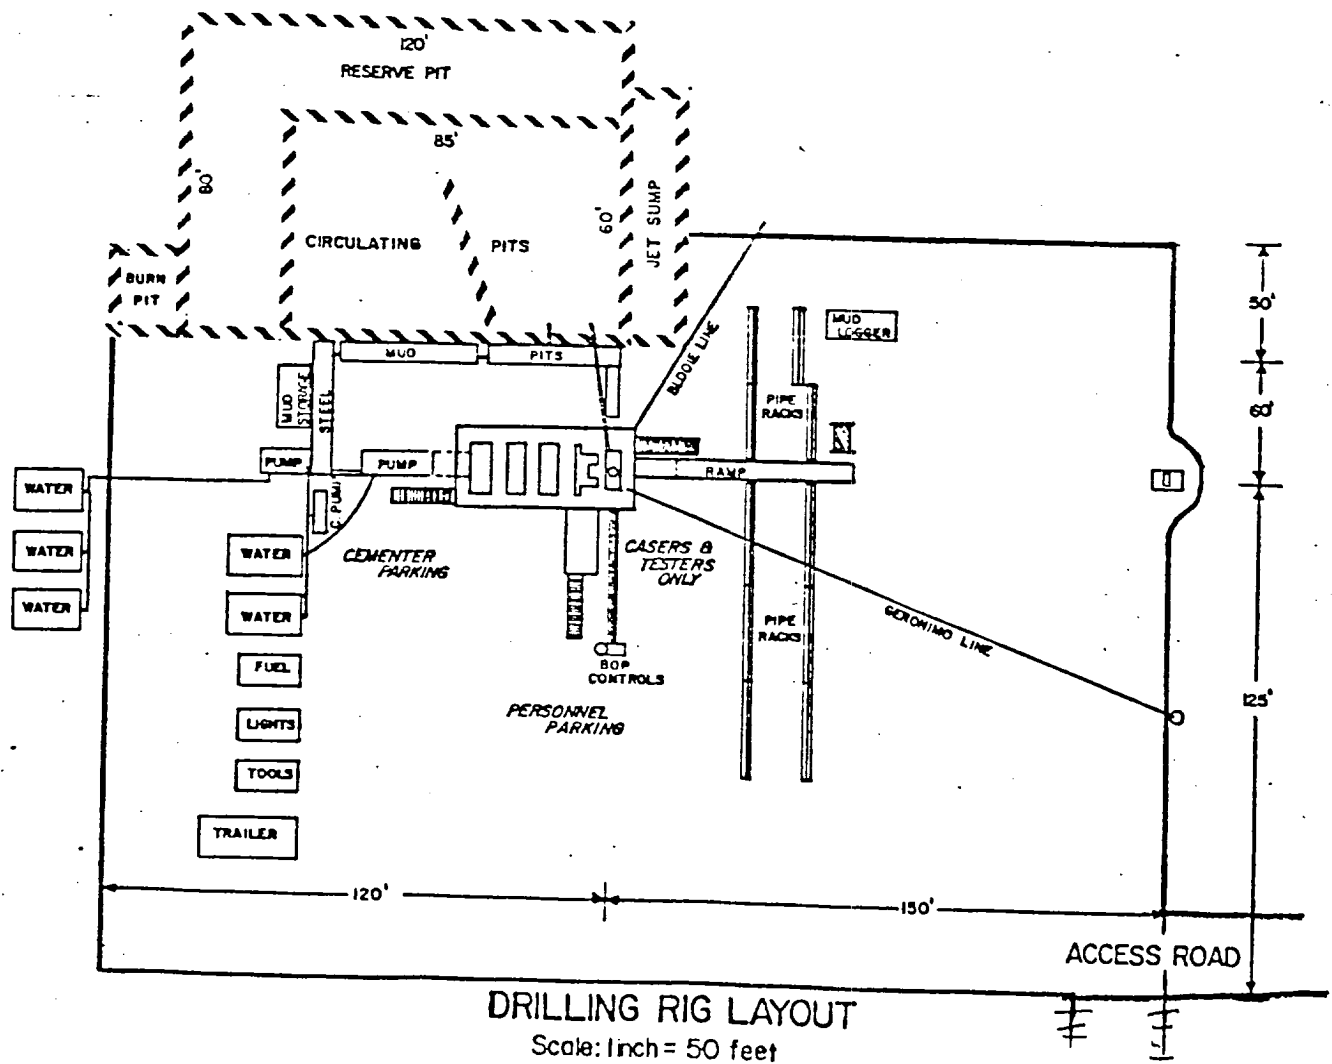 120'
RESERVE PIT
85'
80'
60'
CIRCULATING PITS
JET SUMP
BURN
PIT
BLOOIE LINE
MUD
LOGGER
50'
MUD PITS
MUD
STORAGE
STEEL
PIPE
RACKS
60'
PUMP
PUMP
RAMP
WATER
C. PUMP
WATER
WATER
WATER
CEMENTER
PARKING
CASERS &
TESTERS
ONLY
WATER
PIPE
RACKS
GERONIMO LINE
BOP
CONTROLS
FUEL
125'
PERSONNEL
PARKING
LIGHTS
TOOLS
TRAILER
120'
150'
ACCESS ROAD
DRILLING RIG LAYOUT
Scale: 1 inch = 50 feet